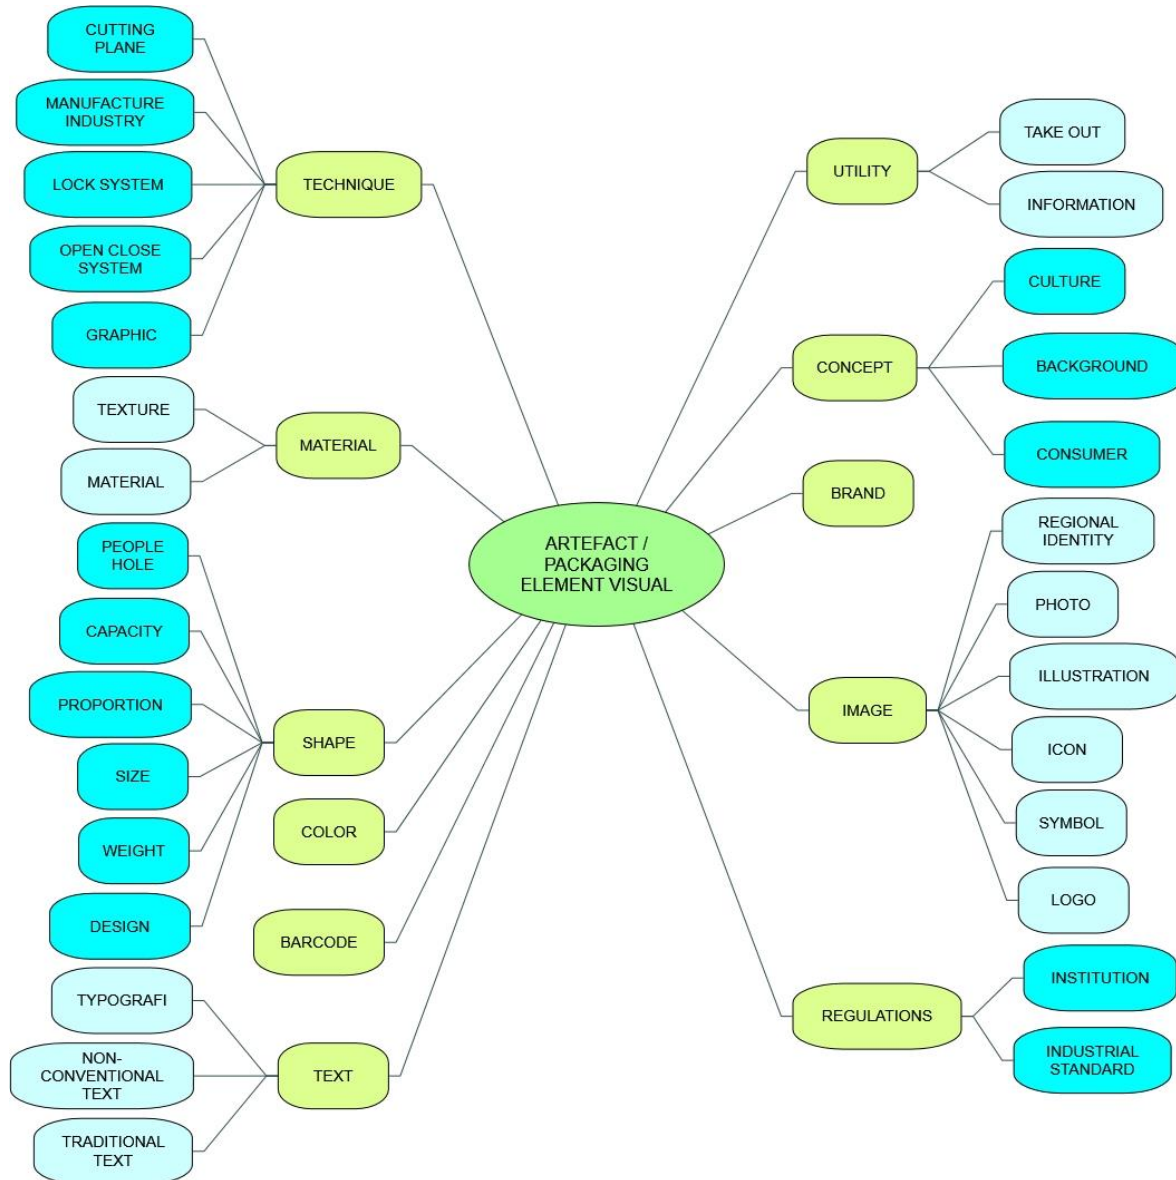 CUTTING
PLANE
MANUFACTURE
INDUSTRY
LOCK SYSTEM
OPEN CLOSE
SYSTEM
GRAPHIC
TECHNIQUE
TEXTURE
MATERIAL
MATERIAL
PEOPLE
HOLE
CAPACITY
PROPORTION
SIZE
WEIGHT
DESIGN
SHAPE
COLOR
BARCODE
TYPOGRAFI
NON-
CONVENTIONAL
TEXT
TRADITIONAL
TEXT
TEXT
ARTEFACT /
PACKAGING
ELEMENT VISUAL
UTILITY
TAKE OUT
INFORMATION
CONCEPT
CULTURE
BACKGROUND
CONSUMER
BRAND
IMAGE
REGIONAL
IDENTITY
PHOTO
ILLUSTRATION
ICON
SYMBOL
LOGO
REGULATIONS
INSTITUTION
INDUSTRIAL
STANDARD